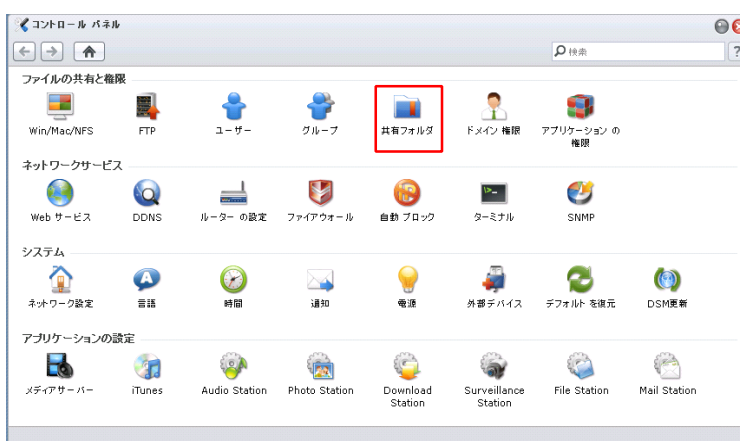 コントロール パネル
検索
?
ファイルの共有と権限
Win/Mac/NFS
FTP
ユーザー
グループ
共有フォルダ
ドメイン 権限
アプリケーション の
権限
ネットワークサービス
Web サービス
DDNS
ルーター の設定
ファイアウォール
自動 ブロック
ターミナル
SNMP
システム
ネットワーク設定
言語
時間
通知
電源
外部デバイス
デフォルト を復元
DSM更新
アプリケーションの設定
メディアサーバー
iTunes
Audio Station
Photo Station
Download
Station
Surveillance
Station
File Station
Mail Station